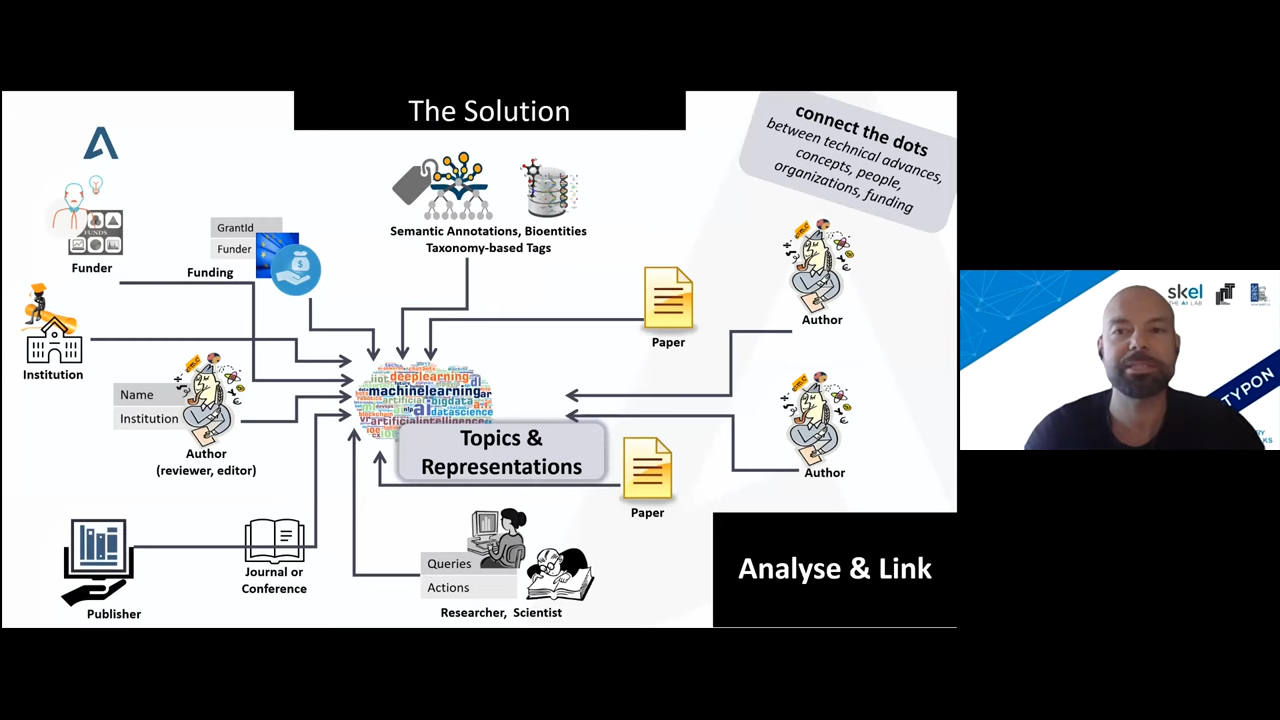 The Solution
connect the dots
between technical advances,
concepts, people,
organizations, funding
FUNDS
Funder
GrantId
Funder
Funding
Semantic Annotations, Bioentities
Taxonomy-based Tags
Paper
Author
Institution
Name
Institution
Author
(reviewer, editor)
deeplearning
machinelearning
bigdata
ai
datascience
artificialintelligence
Topics &
Representations
Paper
Author
Publisher
Journal or
Conference
Queries
Actions
Researcher, Scientist
Analyse & Link
skel
THE AI LAB
TYPON